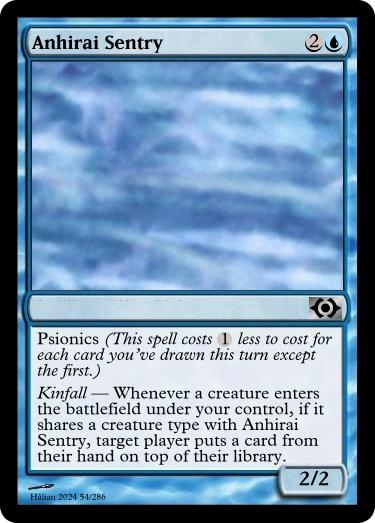 Anhirai Sentry 2
Psionics (This spell costs 1 less to cost for
each card you've drawn this turn except
the first.)
Kinfall — Whenever a creature enters
the battlefield under your control, if it
shares a creature type with Anhirai
Sentry, target player puts a card from
their hand on top of their library.
2/2
Hålian 2024 54/286